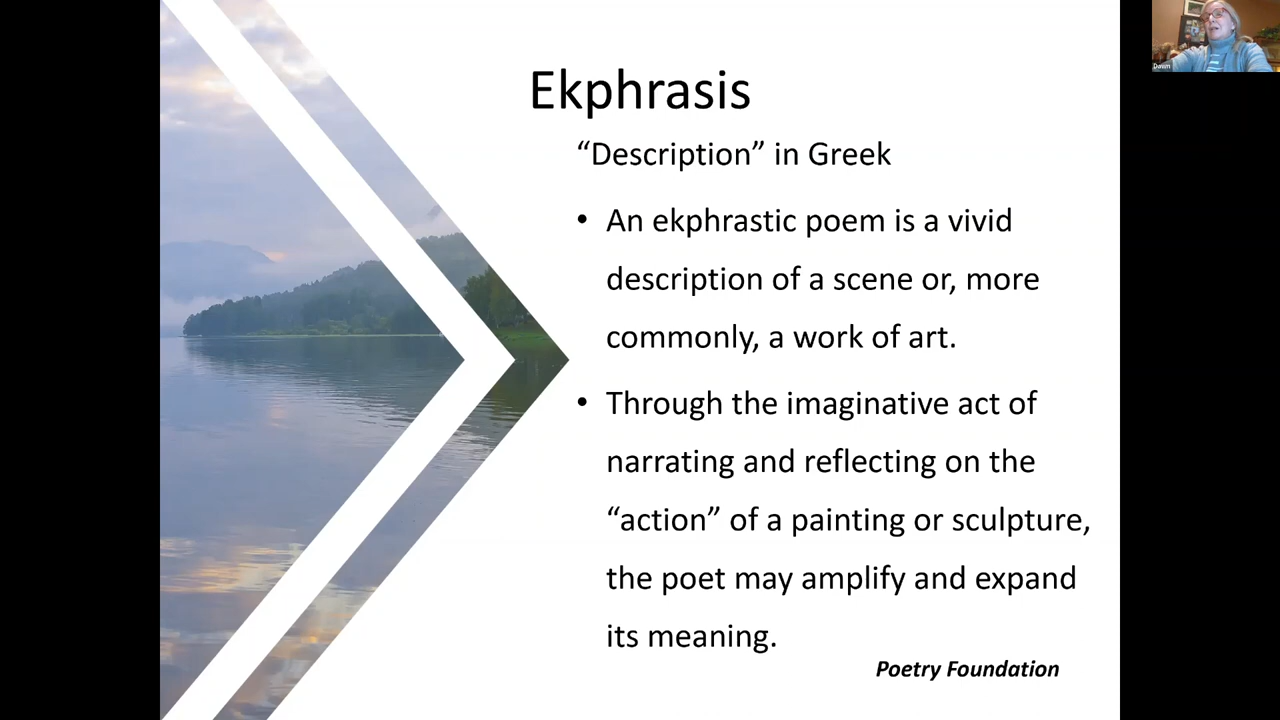 Ekphrasis
“Description” in Greek
• An ekphrastic poem is a vivid
description of a scene or, more
commonly, a work of art.
• Through the imaginative act of
narrating and reflecting on the
“action” of a painting or sculpture,
the poet may amplify and expand
its meaning.
Poetry Foundation
Dawn